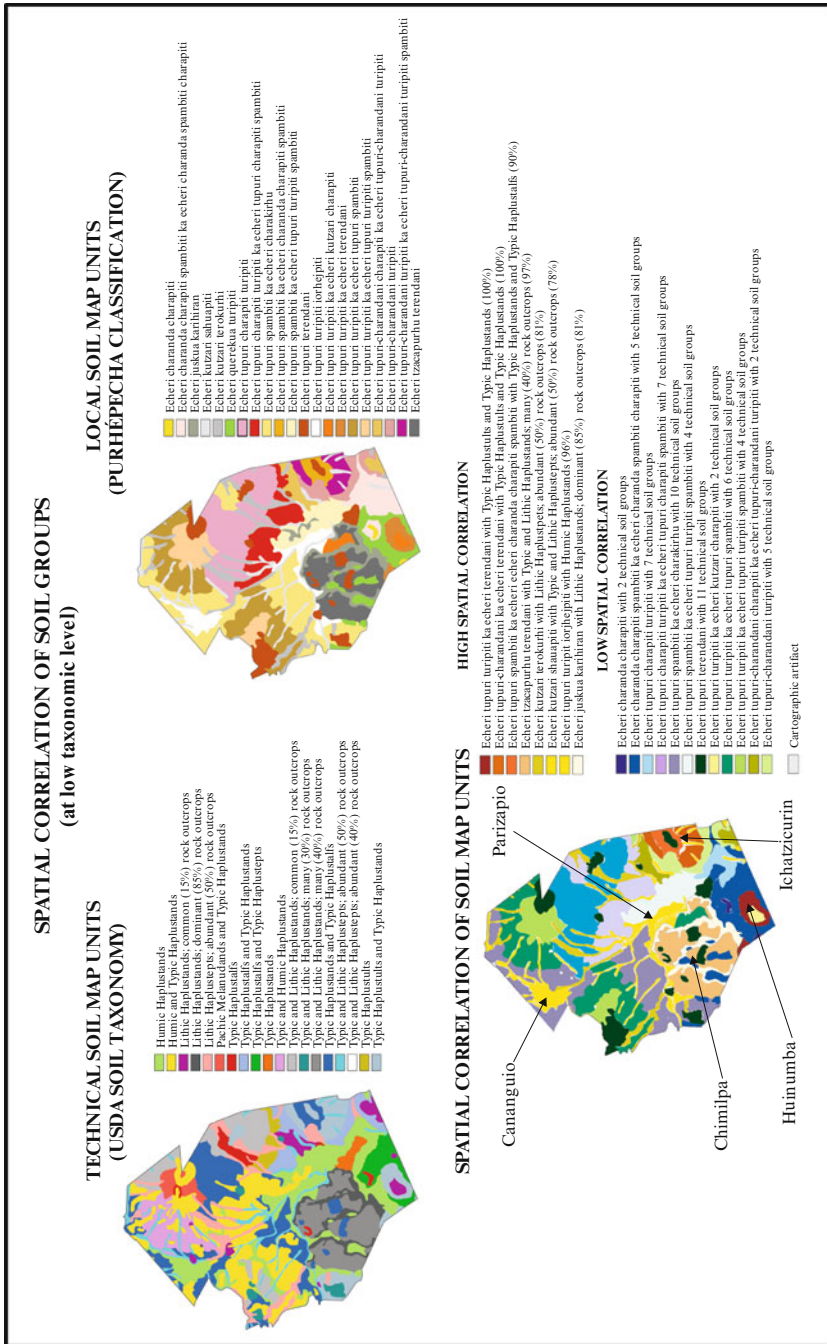 SPATIAL CORRELATION OF SOIL GROUPS
(at low taxonomic level)
TECHNICAL SOIL MAP UNITS
(USDA SOIL TAXONOMY)
Humic Haplustands
Humic and Typic Haplustands
Lithic Haplustands; common (15%) rock outcrops
Lithic Haplustands; dominant (85%) rock outcrops
Lithic Haplustepts; abundant (50%) rock outcrops
Pachic Melanudands and Typic Haplustands
Typic Haplustalfs
Typic Haplustalfs and Typic Haplustands
Typic Haplustalfs and Typic Haplustepts
Typic Haplustands
Typic and Humic Haplustands
Typic and Lithic Haplustands; common (15%) rock outcrops
Typic and Lithic Haplustands; many (30%) rock outcrops
Typic and Lithic Haplustands; many (40%) rock outcrops
Typic Haplustands and Typic Haplustalfs
Typic and Lithic Haplustepts; abundant (50%) rock outcrops
Typic and Lithic Haplustepts; abundant (40%) rock outcrops
Typic Haplustults
Typic Haplustults and Typic Haplustands
LOCAL SOIL MAP UNITS
(PURHÉPECHA CLASSIFICATION)
Echeri charanda charapiti
Echeri charanda charapiti spambiti ka echeri charanda spambiti charapiti
Echeri juskua karihiran
Echeri kutzari sahuapiti
Echeri kutzari terokurhi
Echeri querekua turipiti
Echeri tupuri charapiti turipiti
Echeri tupuri charapiti turipiti ka echeri tupuri charapiti spambiti
Echeri tupuri spambiti ka echeri charakirhu
Echeri tupuri spambiti ka echeri charanda charapiti spambiti
Echeri tupuri spambiti ka echeri tupuri turipiti spambiti
Echeri tupuri terendani
Echeri tupuri turipiti iorhejpiti
Echeri tupuri turipiti ka echeri kutzari charapiti
Echeri tupuri turipiti ka echeri terendani
Echeri tupuri turipiti ka echeri tupuri spambiti
Echeri tupuri turipiti ka echeri tupuri turipiti spambiti
Echeri tupuri-charandani charapiti ka echeri tupuri-charandani turipiti
Echeri tupuri-charandani turipiti
Echeri tupuri-charandani turipiti ka echeri tupuri-charandani turipiti spambiti
Echeri tzacapurhu terendani
SPATIAL CORRELATION OF SOIL MAP UNITS
Cananguio
Parizapio
Chimilpa
Huinumba
Ichatzicurin
HIGH SPATIAL CORRELATION
Echeri tupuri turipiti ka echeri terendani with Typic Haplustults and Typic Haplustands (100%)
Echeri tupuri-charandani ka echeri terendani with Typic Haplustults and Typic Haplustands (100%)
Echeri tupuri spambiti ka echeri echeri charanda charapiti spambiti with Typic Haplustands and Typic Haplustalfs (90%)
Echeri tzacapurhu terendani with Typic and Lithic Haplustands; many (40%) rock outcrops (97%)
Echeri kutzari terokurhi with Lithic Haplustpets; abundant (50%) rock outcrops (81%)
Echeri kutzari shauapiti with Typic and Lithic Haplustepts; abundant (50%) rock outcrops (78%)
Echeri tupuri turipit iorjhejpiti with Humic Haplustands (96%)
Echeri juskua karihiran with Lithic Haplustands; dominant (85%) rock outcrops (81%)
LOW SPATIAL CORRELATION
Echeri charanda charapiti with 2 technical soil groups
Echeri charanda charapiti spambiti ka echeri charanda spambiti charapiti with 5 technical soil groups
Echeri tupuri charapiti turipiti with 7 technical soil groups
Echeri tupuri charapiti turipiti ka echeri tupuri charapiti spambiti with 7 technical soil groups
Echeri tupuri spambiti ka echeri charakirhu with 10 technical soil groups
Echeri tupuri spambiti ka echeri tupuri turipiti spambiti with 4 technical soil groups
Echeri tupuri terendani with 11 technical soil groups
Echeri tupuri turipiti ka echeri kutzari charapiti with 2 technical soil groups
Echeri tupuri turipiti ka echeri tupuri spambiti with 6 technical soil groups
Echeri tupuri turipiti ka echeri tupuri turipiti spambiti with 4 technical soil groups
Echeri tupuri-charandani charapiti ka echeri tupuri-charandani turipiti with 2 technical soil groups
Echeri tupuri-charandani turipiti with 5 technical soil groups
Cartographic artifact